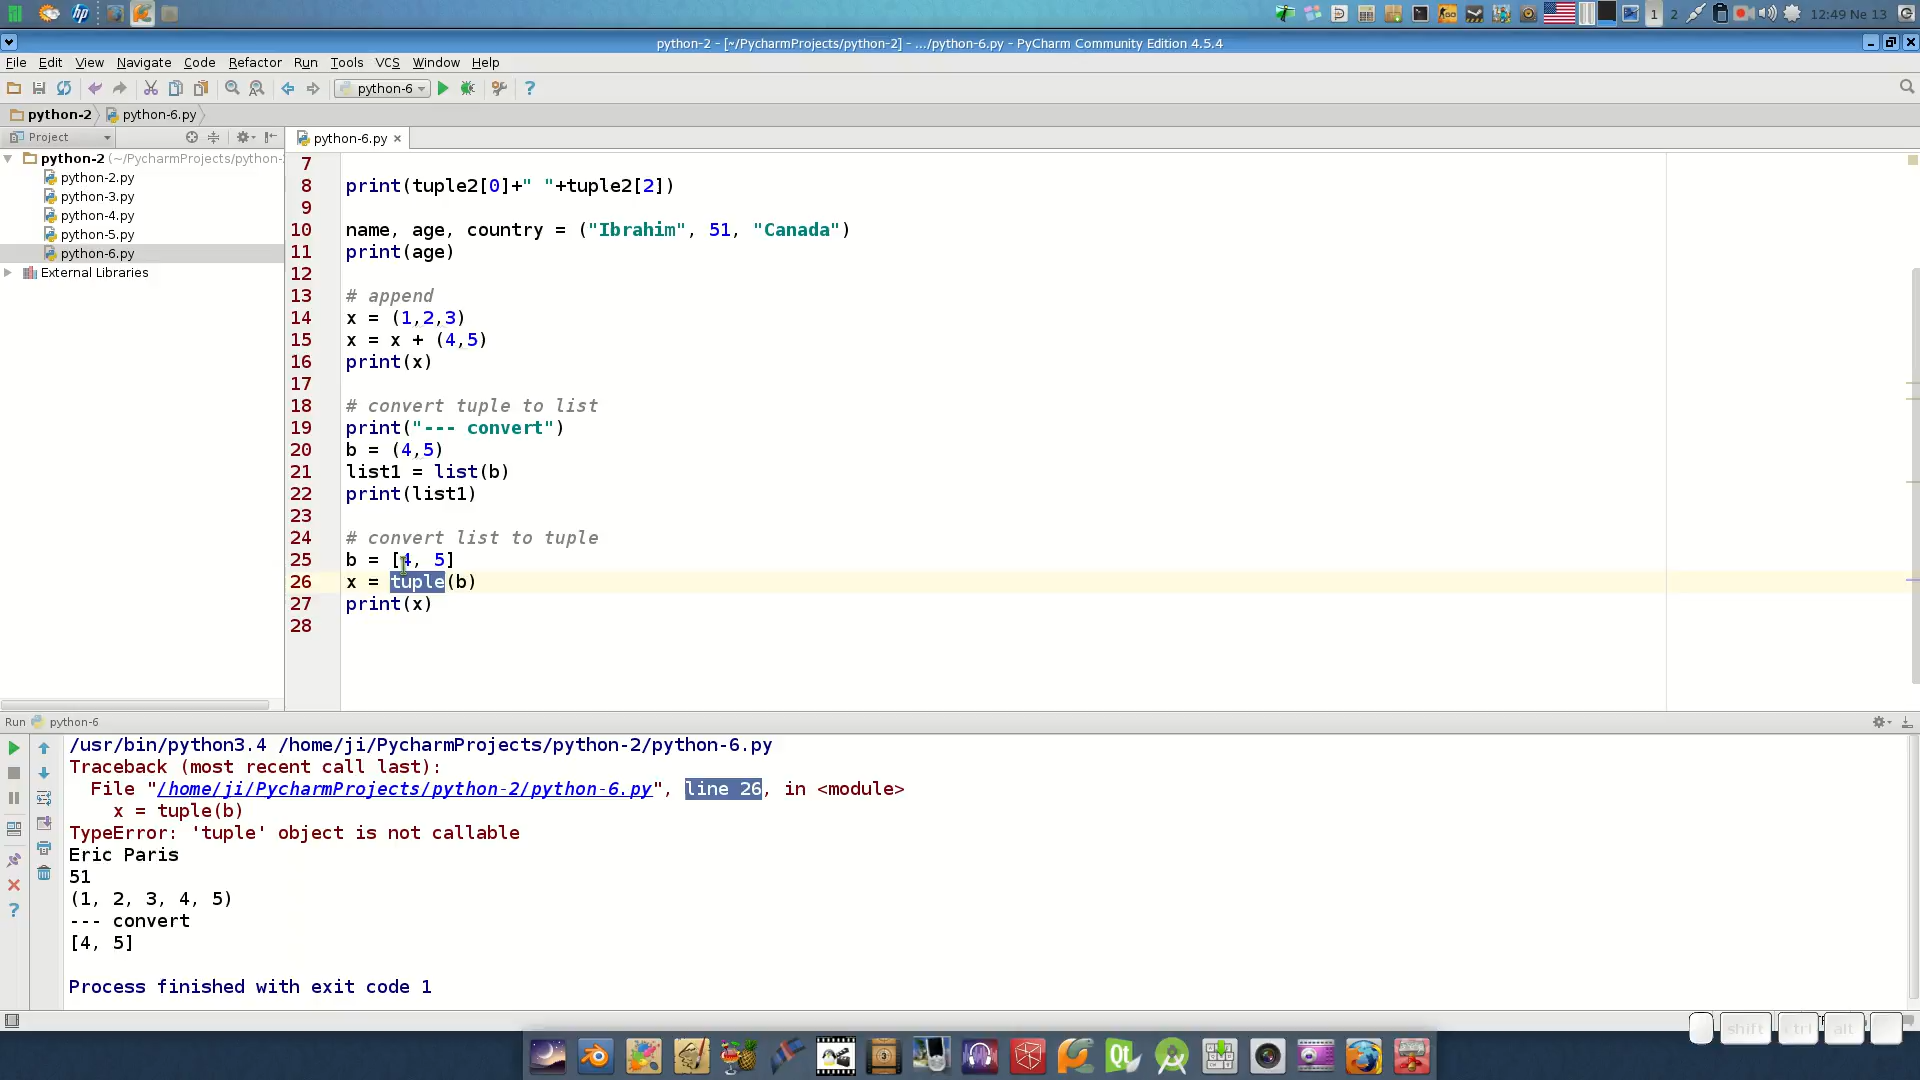 12:49 Ne 13
python-2 - [~/PycharmProjects/python-2] - .../python-6.py - PyCharm Community Edition 4.5.4
File Edit View Navigate Code Refactor Run Tools VCS Window Help
python-6
python-2 python-6.py
Project
python-6.py
python-2 (~/PycharmProjects/python-
python-2.py
python-3.py
python-4.py
python-5.py
python-6.py
External Libraries
7
8 print(tuple2[0]+" "+tuple2[2])
9
10 name, age, country = ("Ibrahim", 51, "Canada")
11 print(age)
12
13 # append
14 x = (1,2,3)
15 x = x + (4,5)
16 print(x)
17
18 # convert tuple to list
19 print("--- convert")
20 b = (4,5)
21 list1 = list(b)
22 print(list1)
23
24 # convert list to tuple
25 b = [4, 5]
26 x = tuple(b)
27 print(x)
28
Run python-6
/usr/bin/python3.4 /home/ji/PycharmProjects/python-2/python-6.py
Traceback (most recent call last):
File "/home/ji/PycharmProjects/python-2/python-6.py", line 26, in <module>
x = tuple(b)
TypeError: 'tuple' object is not callable
Eric Paris
51
(1, 2, 3, 4, 5)
--- convert
[4, 5]
Process finished with exit code 1
shift Ctrl alt